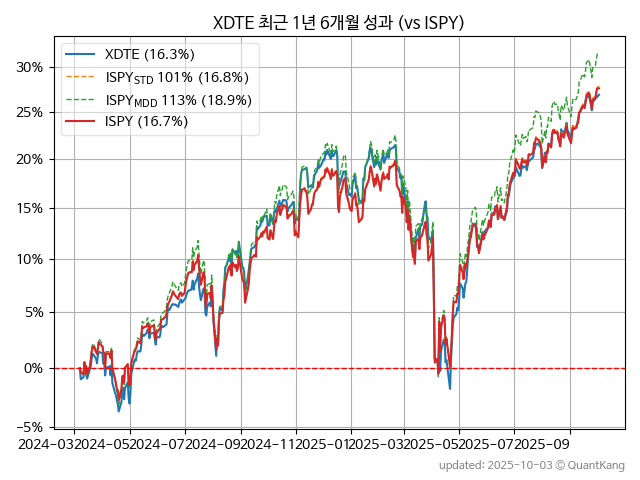 XDTE 최근 1년 6개월 성과 (vs ISPY)
XDTE (16.3%)
ISPYSTD 101% (16.8%)
ISPYMDD 113% (18.9%)
ISPY (16.7%)
30%
25%
20%
15%
10%
5%
0%
−5%
2024-03 2024-05 2024-07 2024-09 2024-11 2025-01 2025-03 2025-05 2025-07 2025-09
updated: 2025-10-03 © QuantKang